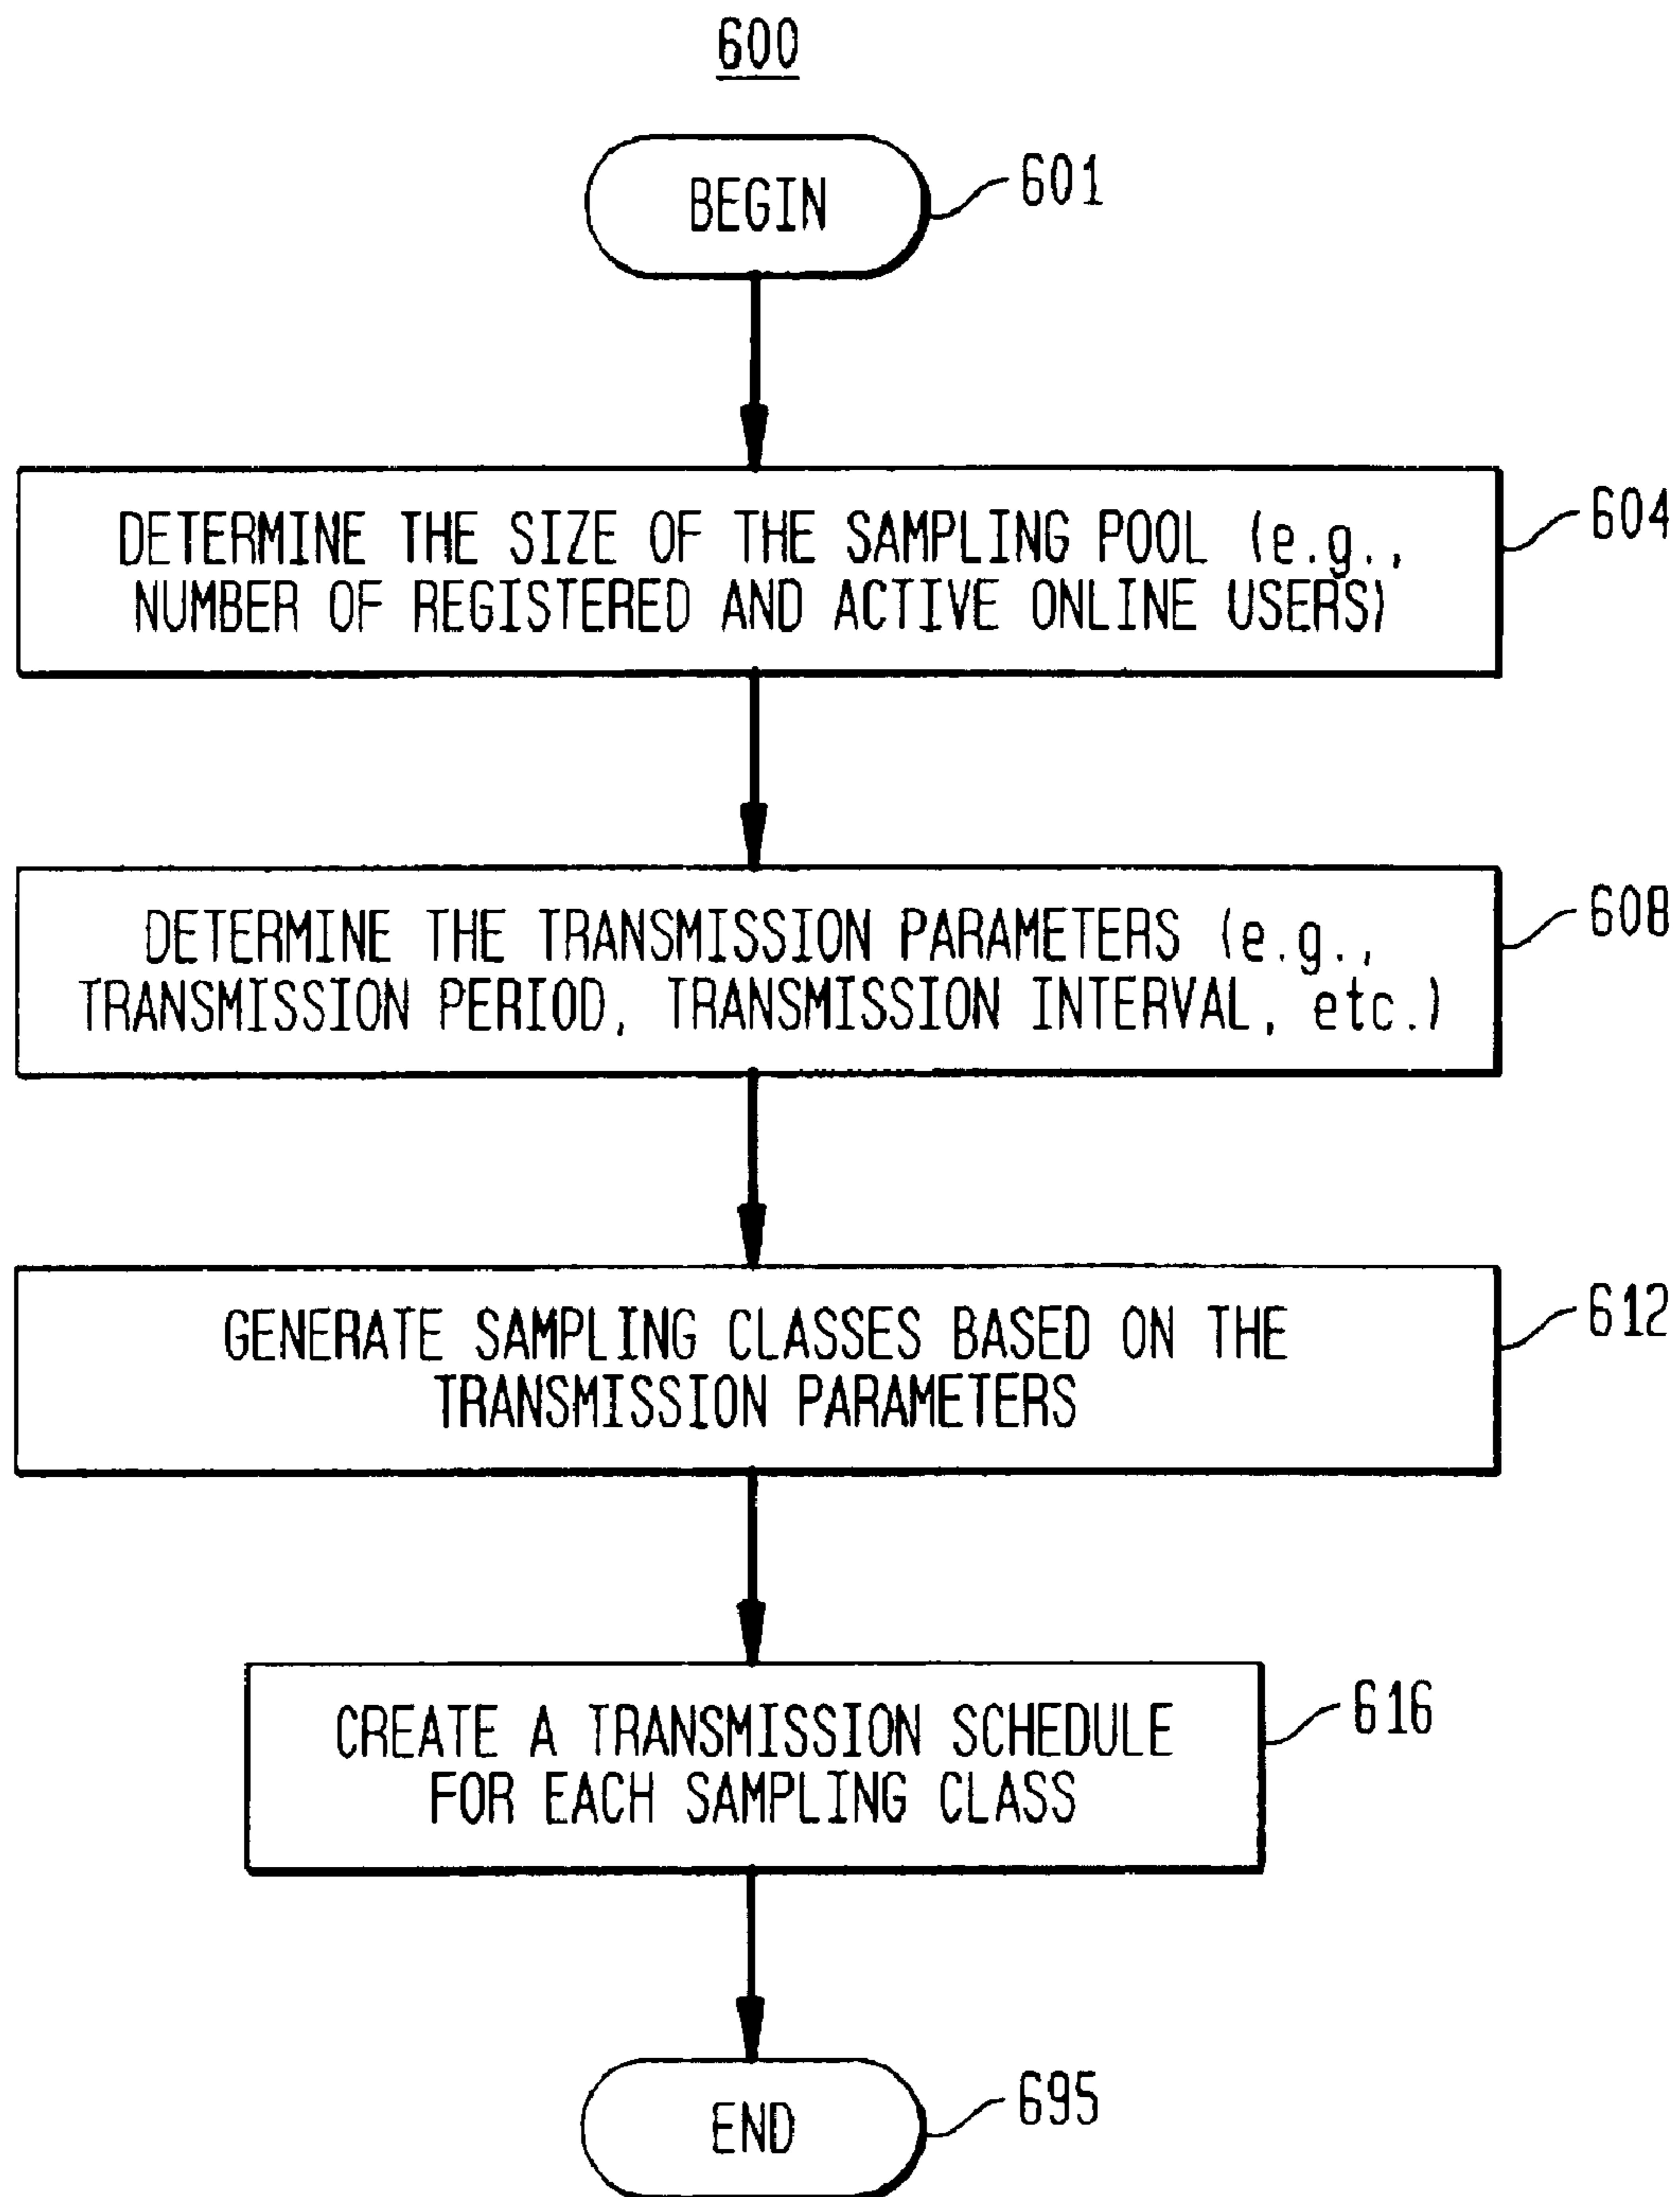 600
BEGIN
601
DETERMINE THE SIZE OF THE SAMPLING POOL (e.g.,
NUMBER OF REGISTERED AND ACTIVE ONLINE USERS)
604
DETERMINE THE TRANSMISSION PARAMETERS (e.g.,
TRANSMISSION PERIOD, TRANSMISSION INTERVAL, etc.)
608
GENERATE SAMPLING CLASSES BASED ON THE
TRANSMISSION PARAMETERS
612
CREATE A TRANSMISSION SCHEDULE
FOR EACH SAMPLING CLASS
616
END
695